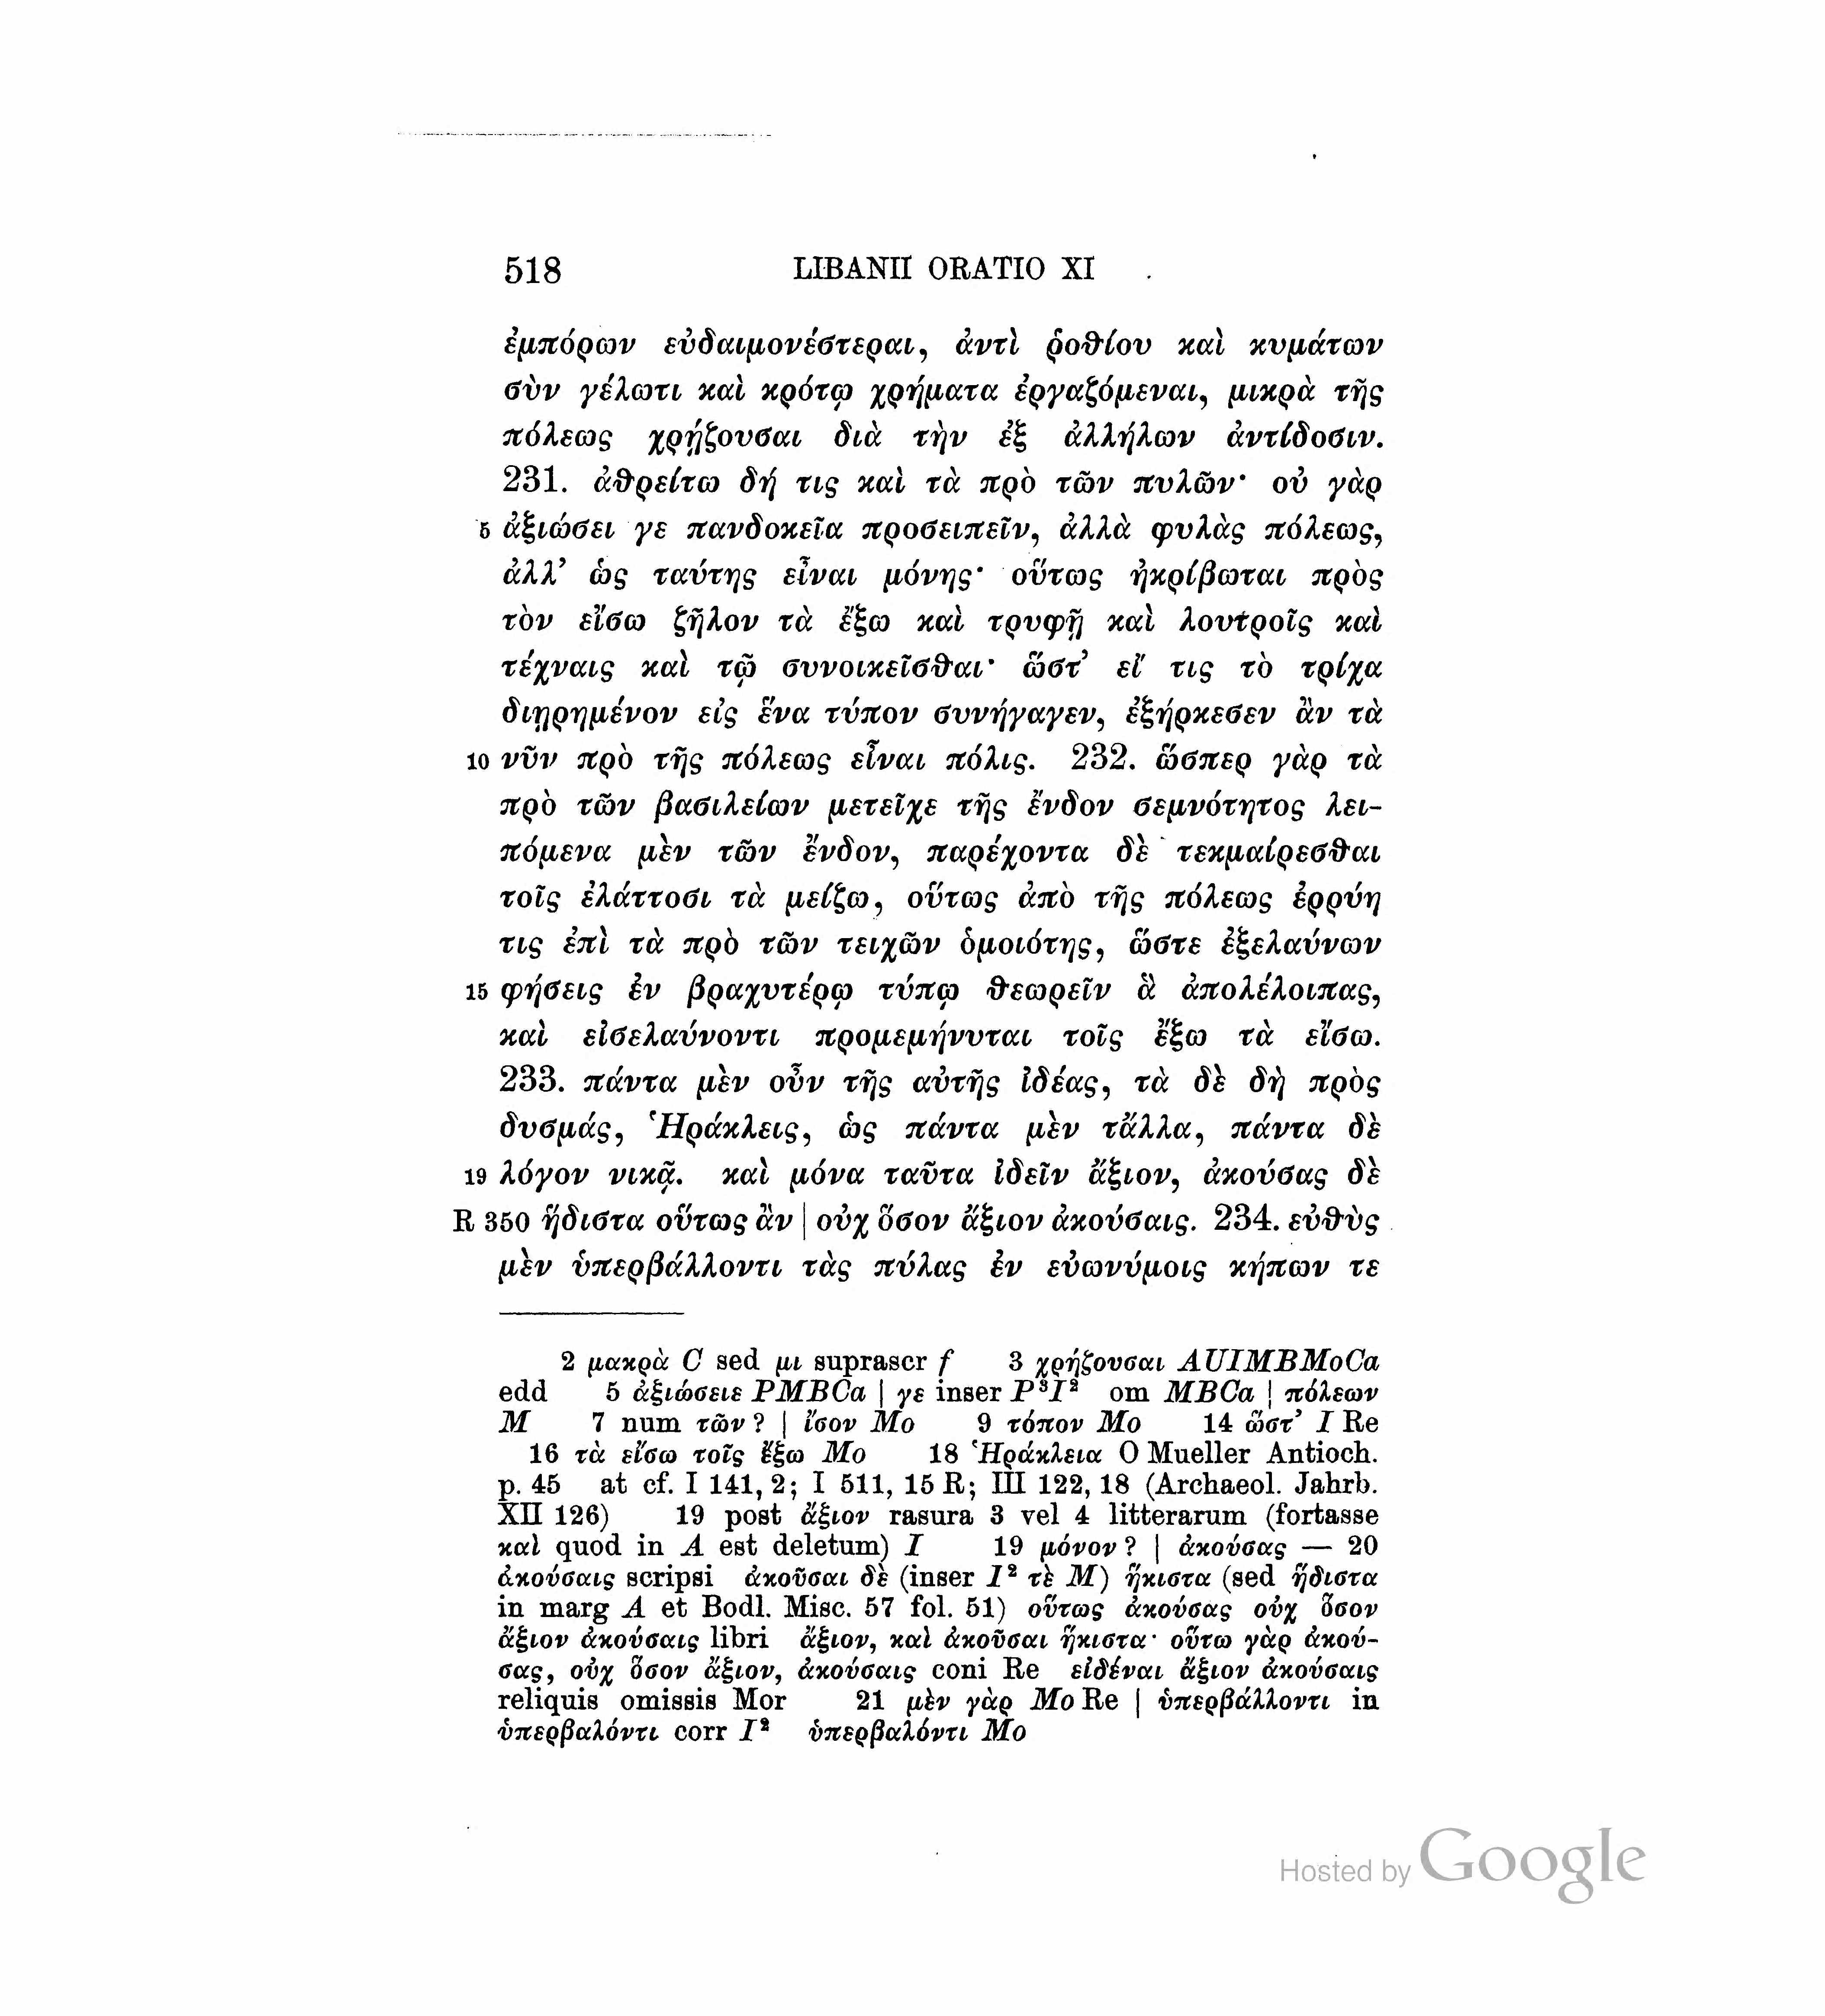 518 LIBANII ORATIO XI
ἐμπόρων εὐδαιμονέστεραι, ἀντὶ ῥοθίου καὶ κυμάτων
σὺν γέλωτι καὶ κρότῳ χρήματα ἐργαζόμεναι, μικρὰ τῆς
πόλεως χρῄζουσαι διὰ τὴν ἐξ ἀλλήλων ἀντίδοσιν.
231. ἀθρείτω δή τις καὶ τὰ πρὸ τῶν πυλῶν· οὐ γὰρ
5 ἀξιώσει γε πανδοκεῖα προσειπεῖν, ἀλλὰ φυλὰς πόλεως,
ἀλλ’ ὡς ταύτης εἶναι μόνης· οὕτως ἠκρίβωται πρὸς
τὸν εἴσω ζῆλον τὰ ἔξω καὶ τρυφῇ καὶ λουτροῖς καὶ
τέχναις καὶ τῷ συνοικεῖσθαι· ὥστ’ εἴ τις τὸ τρίχα
διῃρημένον εἰς ἕνα τύπον συνήγαγεν, ἐξήρκεσεν ἂν τὰ
10 νῦν πρὸ τῆς πόλεως εἶναι πόλις. 232. ὥσπερ γὰρ τὰ
πρὸ τῶν βασιλείων μετεῖχε τῆς ἔνδον σεμνότητος λει-
πόμενα μὲν τῶν ἔνδον, παρέχοντα δὲ τεκμαίρεσθαι
τοῖς ἐλάττοσι τὰ μείζω, οὕτως ἀπὸ τῆς πόλεως ἐρρύη
τις ἐπὶ τὰ πρὸ τῶν τειχῶν ὁμοιότης, ὥστε ἐξελαύνων
15 φήσεις ἐν βραχυτέρῳ τύπῳ θεωρεῖν ἃ ἀπολέλοιπας,
καὶ εἰσελαύνοντι προμεμήνυται τοῖς ἔξω τὰ εἴσω.
233. πάντα μὲν οὖν τῆς αὐτῆς ἰδέας, τὰ δὲ δὴ πρὸς
δυσμάς, Ἡράκλεις, ὡς πάντα μὲν τἄλλα, πάντα δὲ
19 λόγον νικᾷ. καὶ μόνα ταῦτα ἰδεῖν ἄξιον, ἀκούσας δὲ
R 350 ἥδιστα οὕτως ἂν | οὐχ ὅσον ἄξιον ἀκούσαις. 234. εὐθὺς
μὲν ὑπερβάλλοντι τὰς πύλας ἐν εὐωνύμοις κήπων τε
2 μακρὰ C sed μι suprascr f 3 χρήζουσαι AUIMBMoCa
edd 5 ἀξιώσειε PMBCa | γε inser P³I² om MBCa | πόλεων
M 7 num τῶν? | ἴσον Mo 9 τόπον Mo 14 ὥστ’ I Re
16 τὰ εἴσω τοῖς ἔξω Mo 18 Ἡράκλεια O Mueller Antioch.
p. 45 at cf. I 141, 2; I 511, 15 R; III 122, 18 (Archaeol. Jahrb.
XII 126) 19 post ἄξιον rasura 3 vel 4 litterarum (fortasse
καὶ quod in A est deletum) I 19 μόνον? | ἀκούσας — 20
ἀκούσαις scripsi ἀκοῦσαι δὲ (inser I² τὲ M) ἥκιστα (sed ἥδιστα
in marg A et Bodl. Misc. 57 fol. 51) οὕτως ἀκούσας οὐχ ὅσον
ἄξιον ἀκούσαις libri ἄξιον, καὶ ἀκοῦσαι ἥκιστα· οὕτω γὰρ ἀκού-
σας, οὐχ ὅσον ἄξιον, ἀκούσαις coni Re εἰδέναι ἄξιον ἀκούσαις
reliquis omissis Mor 21 μὲν γὰρ Mo Re | ὑπερβάλλοντι in
ὑπερβαλόντι corr I² ὑπερβαλόντι Mo
Hosted by Google